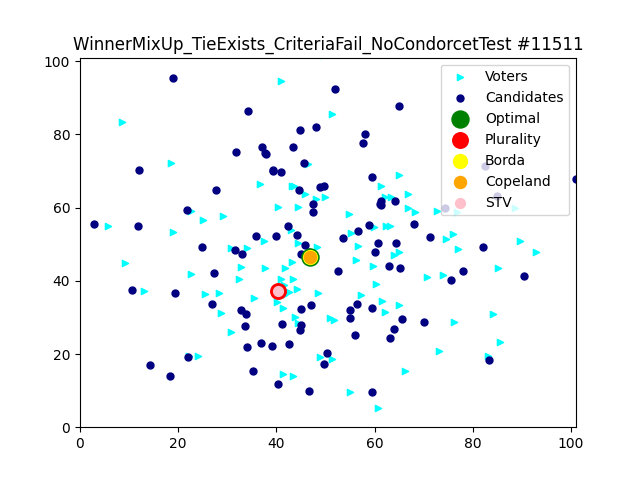 WinnerMixUp_TieExists_CriteriaFail_NoCondorcetTest #11511
100
80
60
40
20
0
0 20 40 60 80 100
Voters
Candidates
Optimal
Plurality
Borda
Copeland
STV